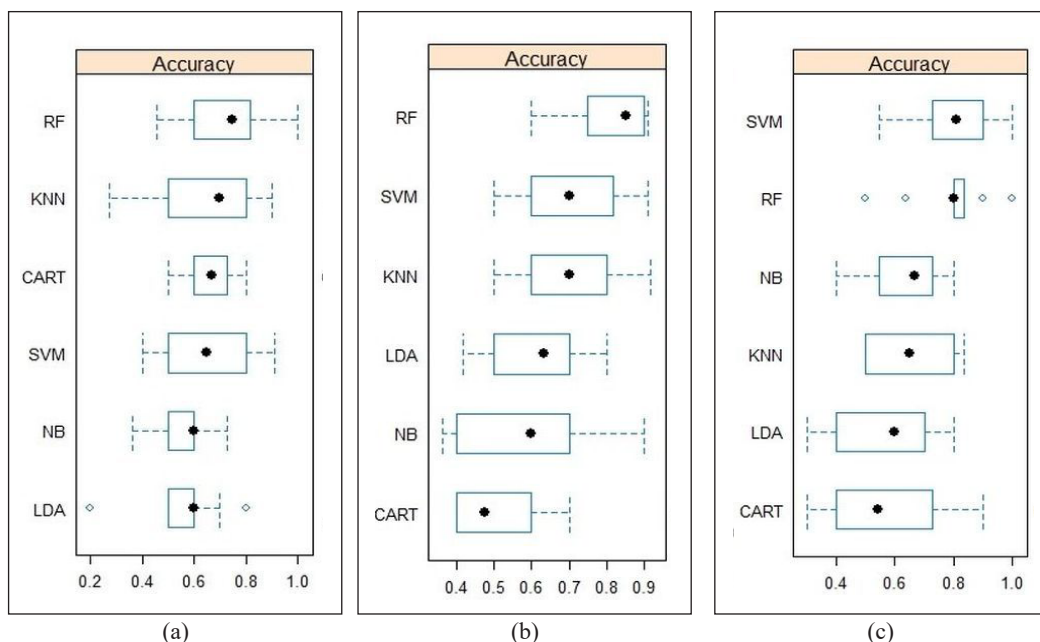 Accuracy
RF
KNN
CART
SVM
NB
LDA
0.2 0.4 0.6 0.8 1.0
(a)
Accuracy
RF
SVM
KNN
LDA
NB
CART
0.4 0.5 0.6 0.7 0.8 0.9
(b)
Accuracy
SVM
RF
NB
KNN
LDA
CART
0.4 0.6 0.8 1.0
(c)